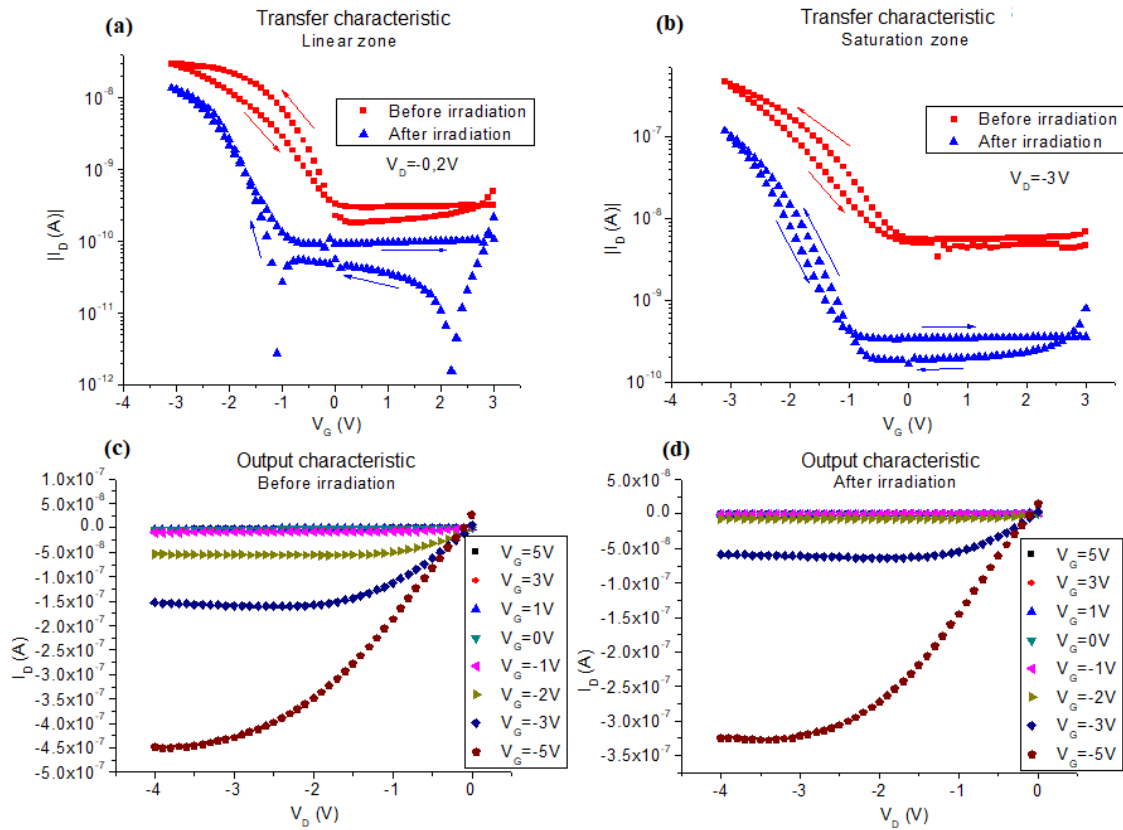 (a)
Transfer characteristic
Linear zone
Before irradiation
After irradiation
V_D=-0,2V
10^-8
10^-9
10^-10
10^-11
10^-12
|I_D (A)|
-4 -3 -2 -1 0 1 2 3
V_G (V)
(b)
Transfer characteristic
Saturation zone
Before irradiation
After irradiation
V_D=-3V
10^-7
10^-8
10^-9
10^-10
|I_D (A)|
-4 -3 -2 -1 0 1 2 3
V_G (V)
(c)
Output characteristic
Before irradiation
1.0x10^-7
5.0x10^-8
0.0
-5.0x10^-8
-1.0x10^-7
-1.5x10^-7
-2.0x10^-7
-2.5x10^-7
-3.0x10^-7
-3.5x10^-7
-4.0x10^-7
-4.5x10^-7
-5.0x10^-7
I_D (A)
V_G=5V
V_G=3V
V_G=1V
V_G=0V
V_G=-1V
V_G=-2V
V_G=-3V
V_G=-5V
-4 -3 -2 -1 0
V_D (V)
(d)
Output characteristic
After irradiation
5.0x10^-8
0.0
-5.0x10^-8
-1.0x10^-7
-1.5x10^-7
-2.0x10^-7
-2.5x10^-7
-3.0x10^-7
-3.5x10^-7
I_D (A)
V_G=5V
V_G=3V
V_G=1V
V_G=0V
V_G=-1V
V_G=-2V
V_G=-3V
V_G=-5V
-4 -3 -2 -1 0
V_D (V)